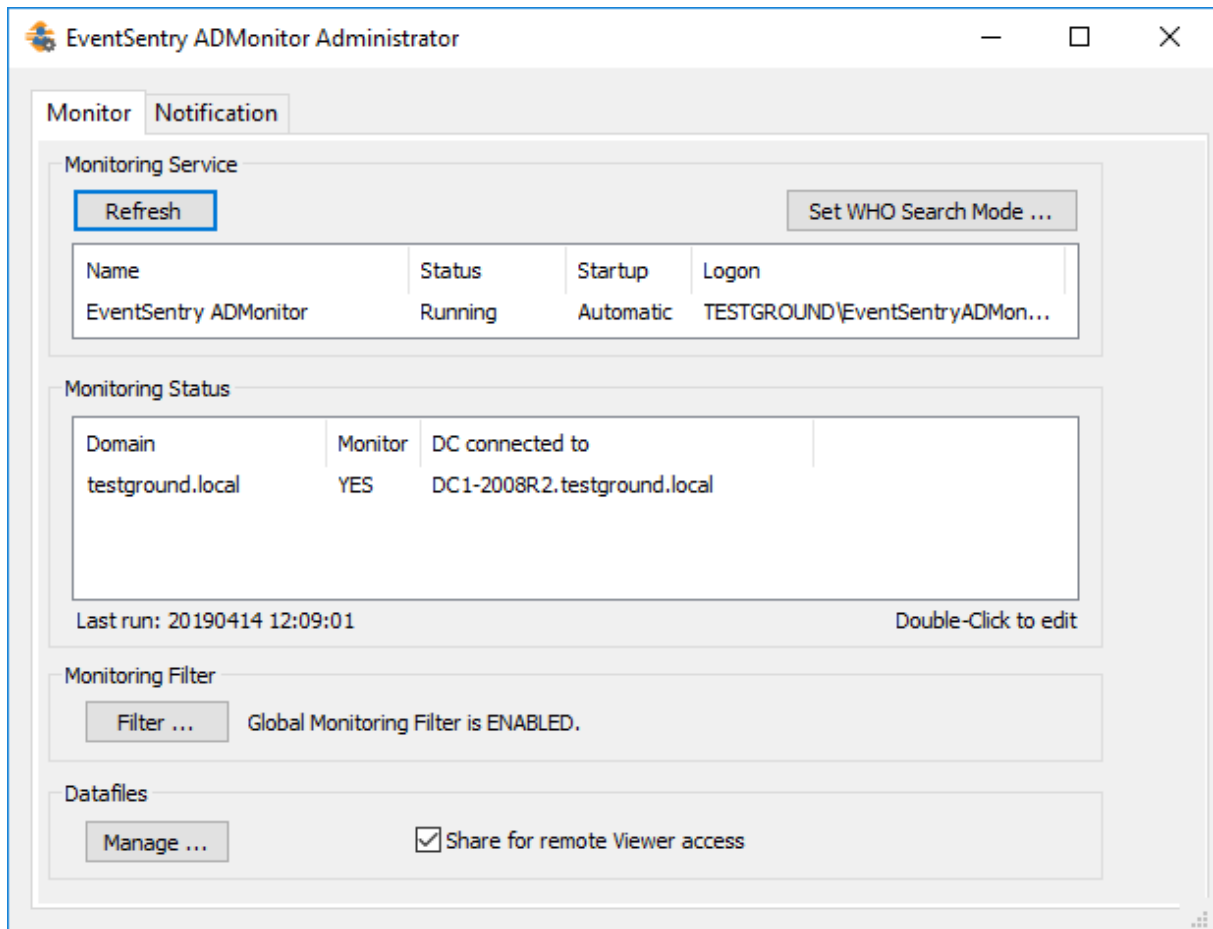 EventSentry ADMonitor Administrator
Monitor Notification
Monitoring Service
Refresh Set WHO Search Mode ...
Name Status Startup Logon
EventSentry ADMonitor Running Automatic TESTGROUND\EventSentryADMon...
Monitoring Status
Domain Monitor DC connected to
testground.local YES DC1-2008R2.testground.local
Last run: 20190414 12:09:01 Double-Click to edit
Monitoring Filter
Filter ... Global Monitoring Filter is ENABLED.
Datafiles
Manage ... Share for remote Viewer access